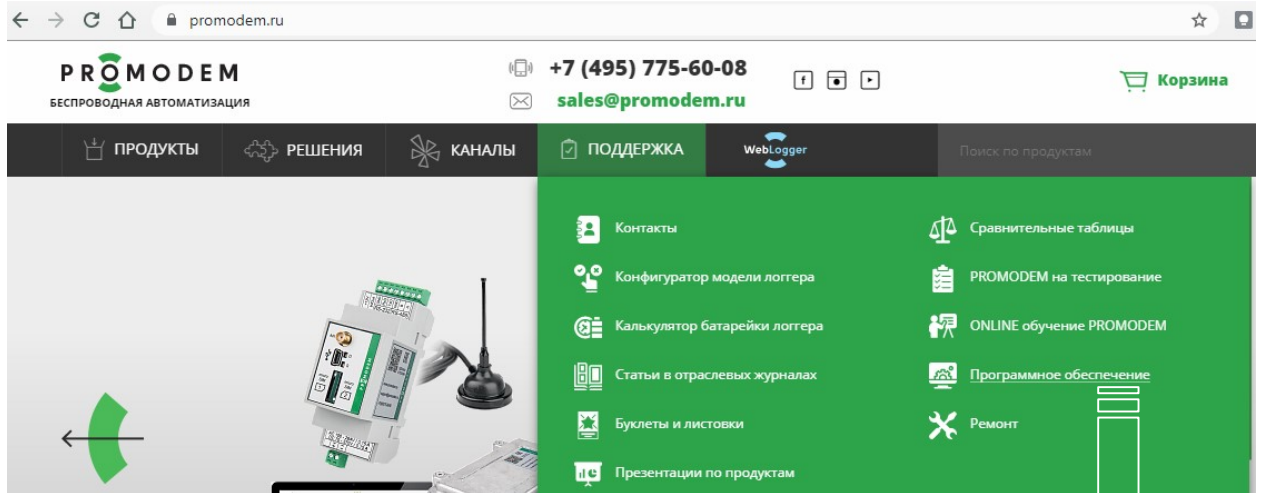 promodem.ru
PROMODEM
БЕСПРОВОДНАЯ АВТОМАТИЗАЦИЯ
+7 (495) 775-60-08
sales@promodem.ru
Корзина
ПРОДУКТЫ
РЕШЕНИЯ
КАНАЛЫ
ПОДДЕРЖКА
WebLogger
Поиск по продуктам
Контакты
Конфигуратор модели логгера
Калькулятор батарейки логгера
Статьи в отраслевых журналах
Буклеты и листовки
Презентации по продуктам
Сравнительные таблицы
PROMODEM на тестирование
ONLINE обучение PROMODEM
Программное обеспечение
Ремонт